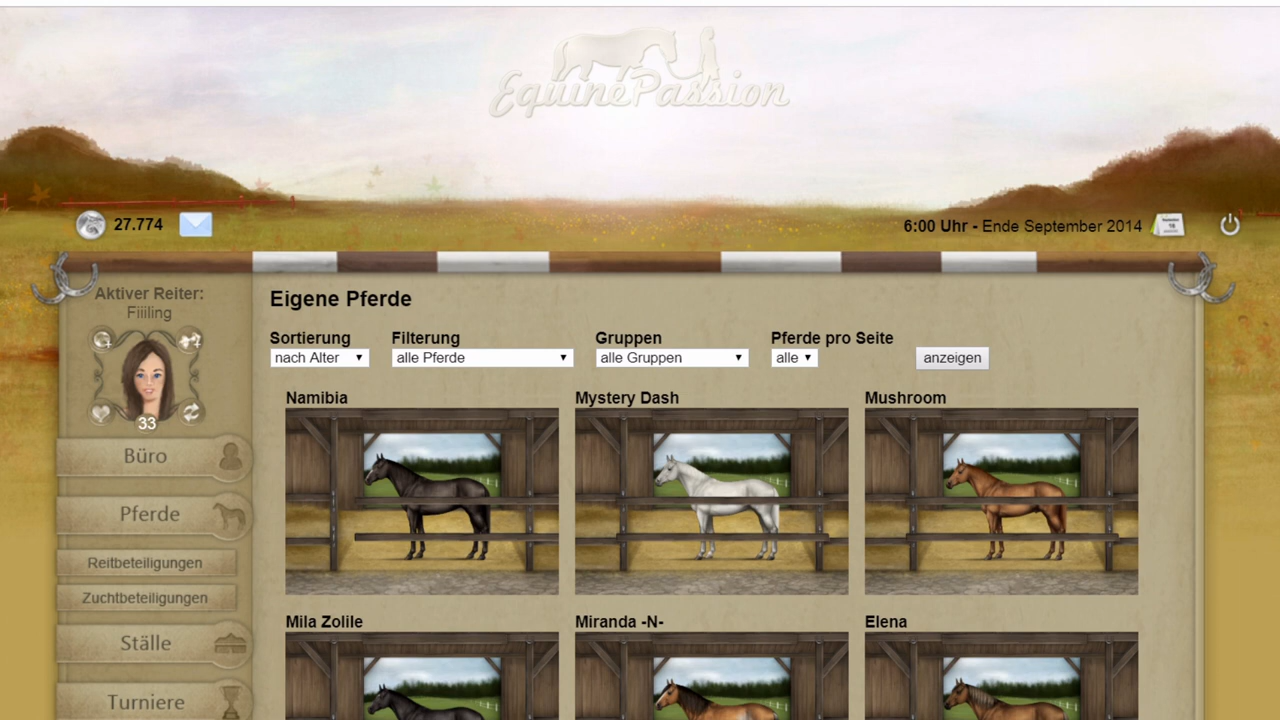 EquinePassion
27.774
6:00 Uhr - Ende September 2014
Aktiver Reiter:
Fiiiling
33
Büro
Pferde
Reitbeteiligungen
Zuchtbeteiligungen
Ställe
Turniere
Eigene Pferde
Sortierung Filterung Gruppen Pferde pro Seite
nach Alter alle Pferde alle Gruppen alle anzeigen
Namibia Mystery Dash Mushroom
Mila Zolile Miranda -N- Elena